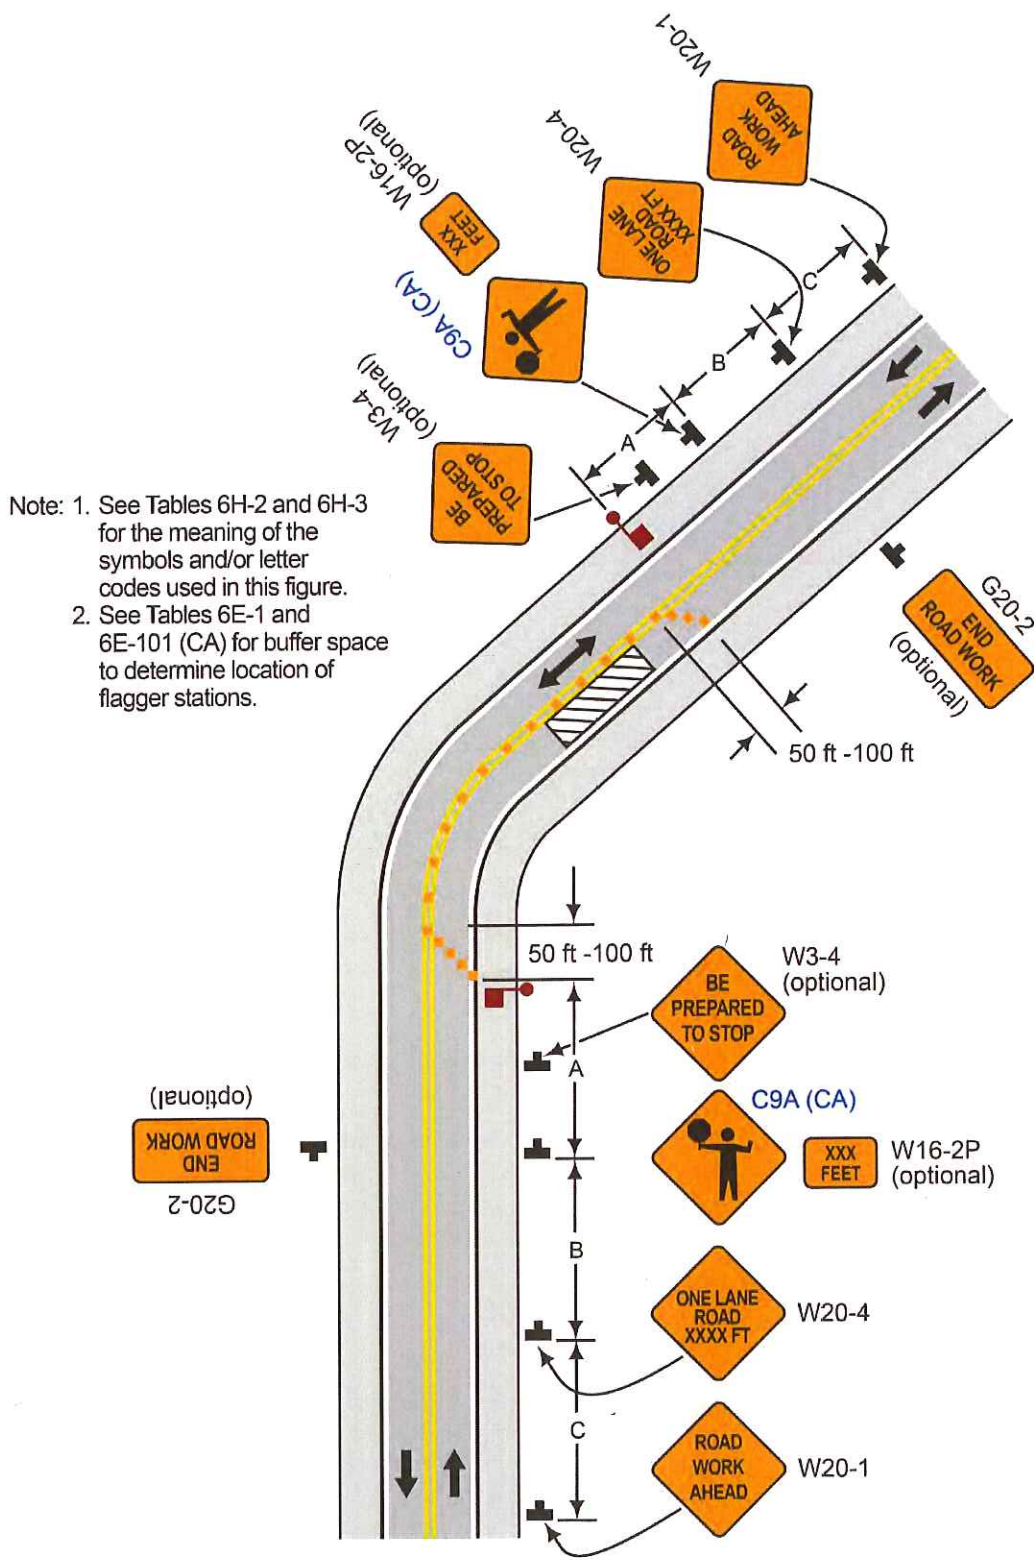 W20-1
ROAD
WORK
AHEAD
W20-4
ONE LANE
ROAD
XXXX FT
W16-2P
(optional)
XXX
FEET
C9A (CA)
W3-4
(optional)
BE
PREPARED
TO STOP
C
B
A
Note: 1. See Tables 6H-2 and 6H-3
for the meaning of the
symbols and/or letter
codes used in this figure.
2. See Tables 6E-1 and
6E-101 (CA) for buffer space
to determine location of
flagger stations.
G20-2
END
ROAD WORK
(optional)
50 ft -100 ft
50 ft -100 ft
BE
PREPARED
TO STOP
W3-4
(optional)
A
C9A (CA)
XXX
FEET
W16-2P
(optional)
G20-2
END
ROAD WORK
(optional)
B
ONE LANE
ROAD
XXXX FT
W20-4
C
ROAD
WORK
AHEAD
W20-1